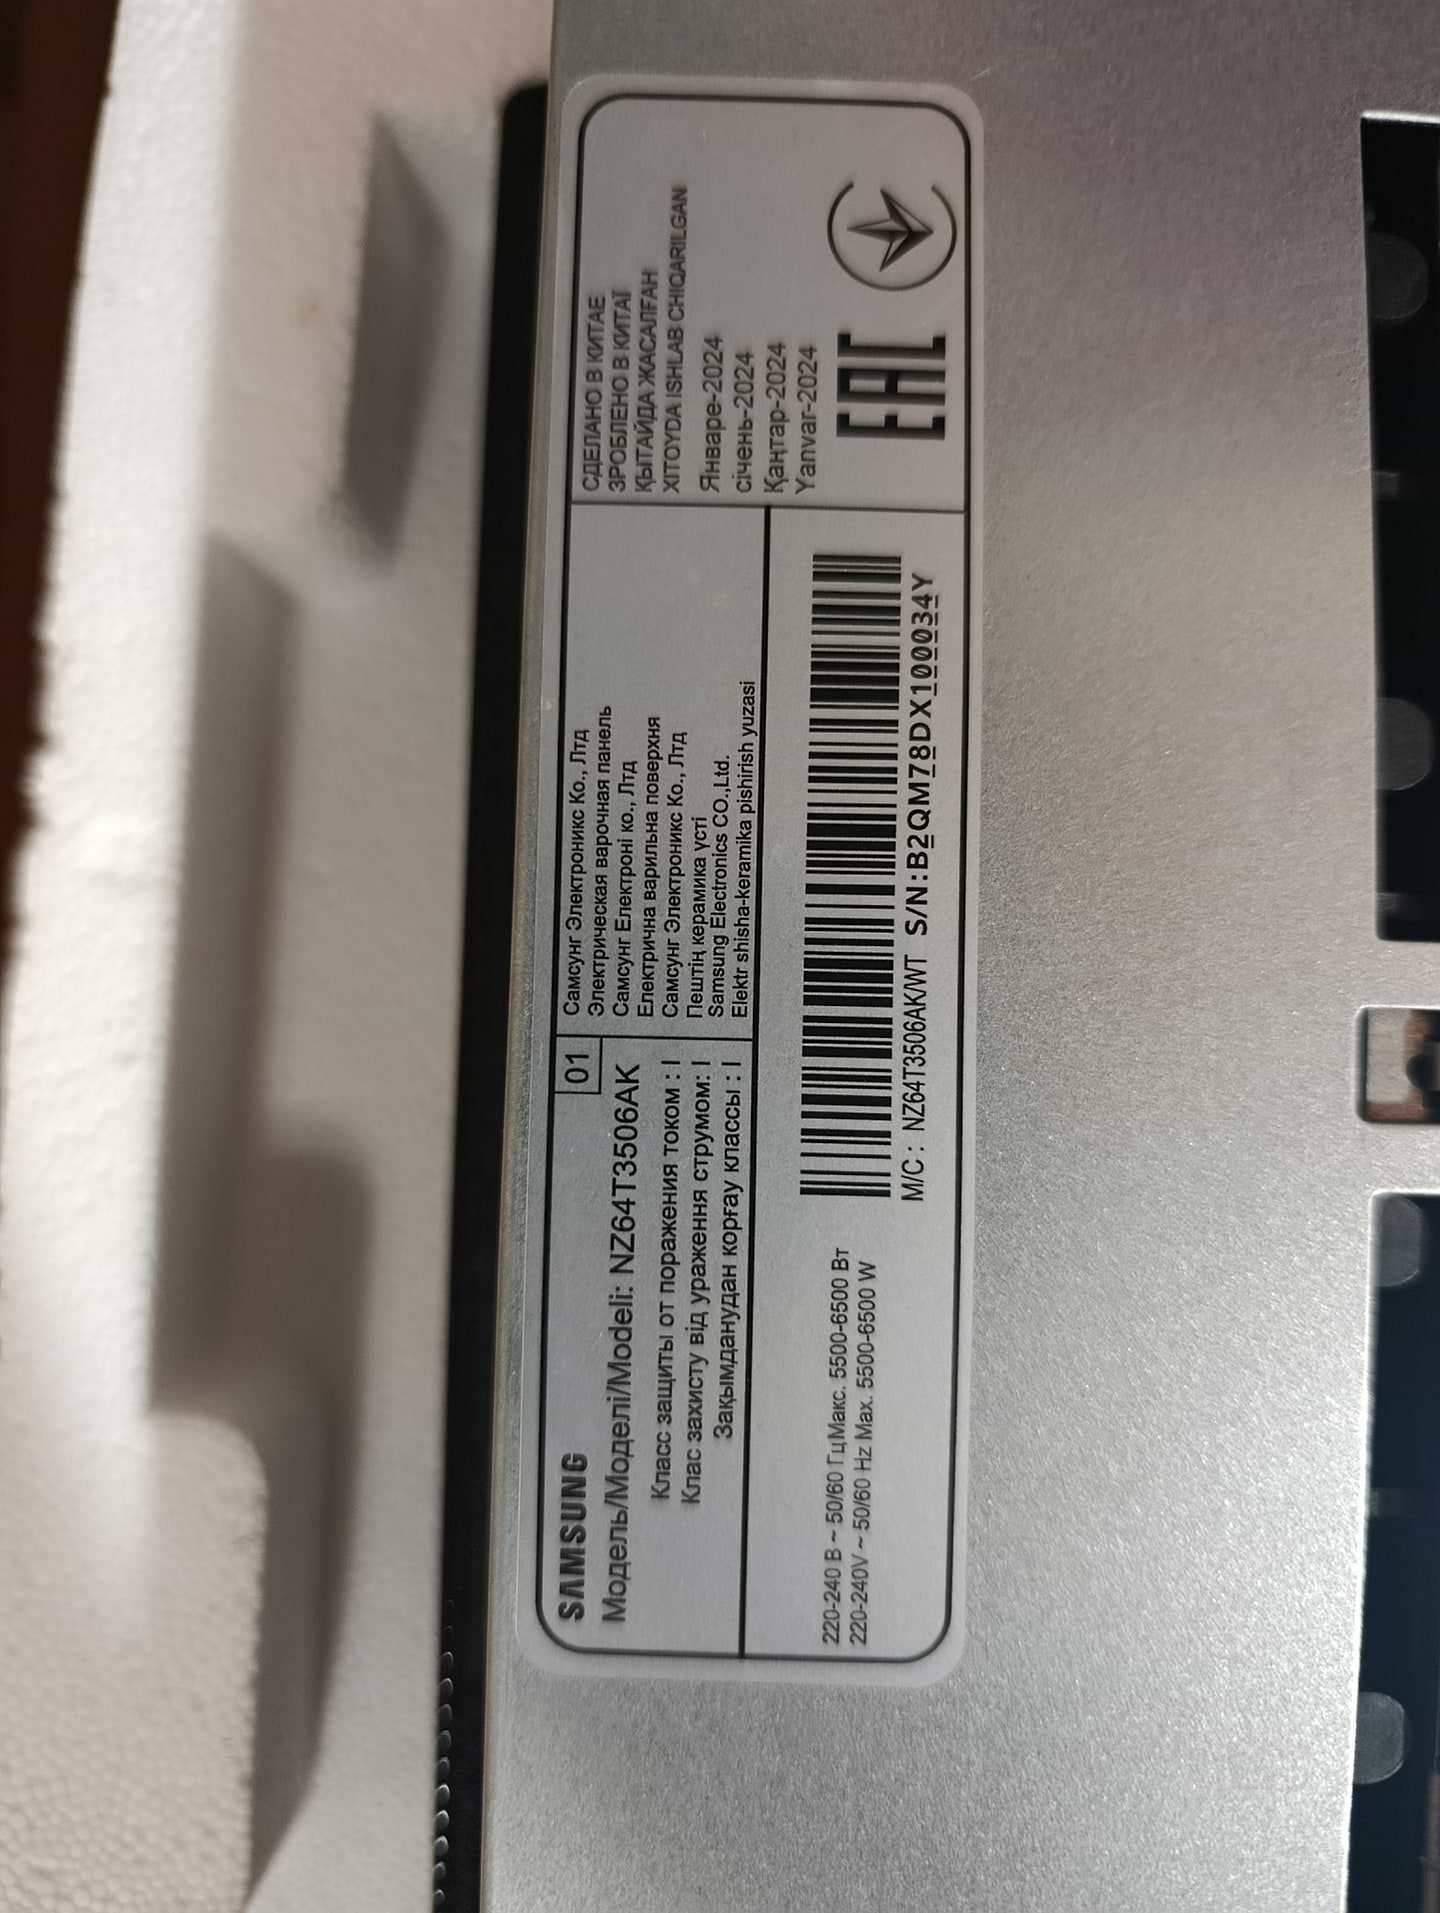 SAMSUNG
01
Модель/Моделі/Modeli: NZ64T3506AK
Класс защиты от поражения током : I
Клас захисту від ураження струмом: I
Зақымданудан корғау классы : I
Самсунг Электроникс Ко., Лтд
Электрическая варочная панель
Самсунг Електроні ко., Лтд
Електрична варильна поверхня
Самсунг Электроникс Ко., Лтд
Пештің керамика үсті
Samsung Electronics CO.,Ltd.
Elektr shisha-keramika pishirish yuzasi
СДЕЛАНО В КИТАЕ
ЗРОБЛЕНО В КИТАЇ
ҚЫТАЙДА ЖАСАЛҒАН
XITOYDA ISHLAB CHIQARILGAN
Январе-2024
січень-2024
Қаңтар-2024
Yanvar-2024
EAC
220-240 В ~ 50/60 ГцМакс. 5500-6500 Вт
220-240V ~ 50/60 Hz Max. 5500-6500 W
M/C : NZ64T3506AK/WT S/N:B2QM78DX100034Y